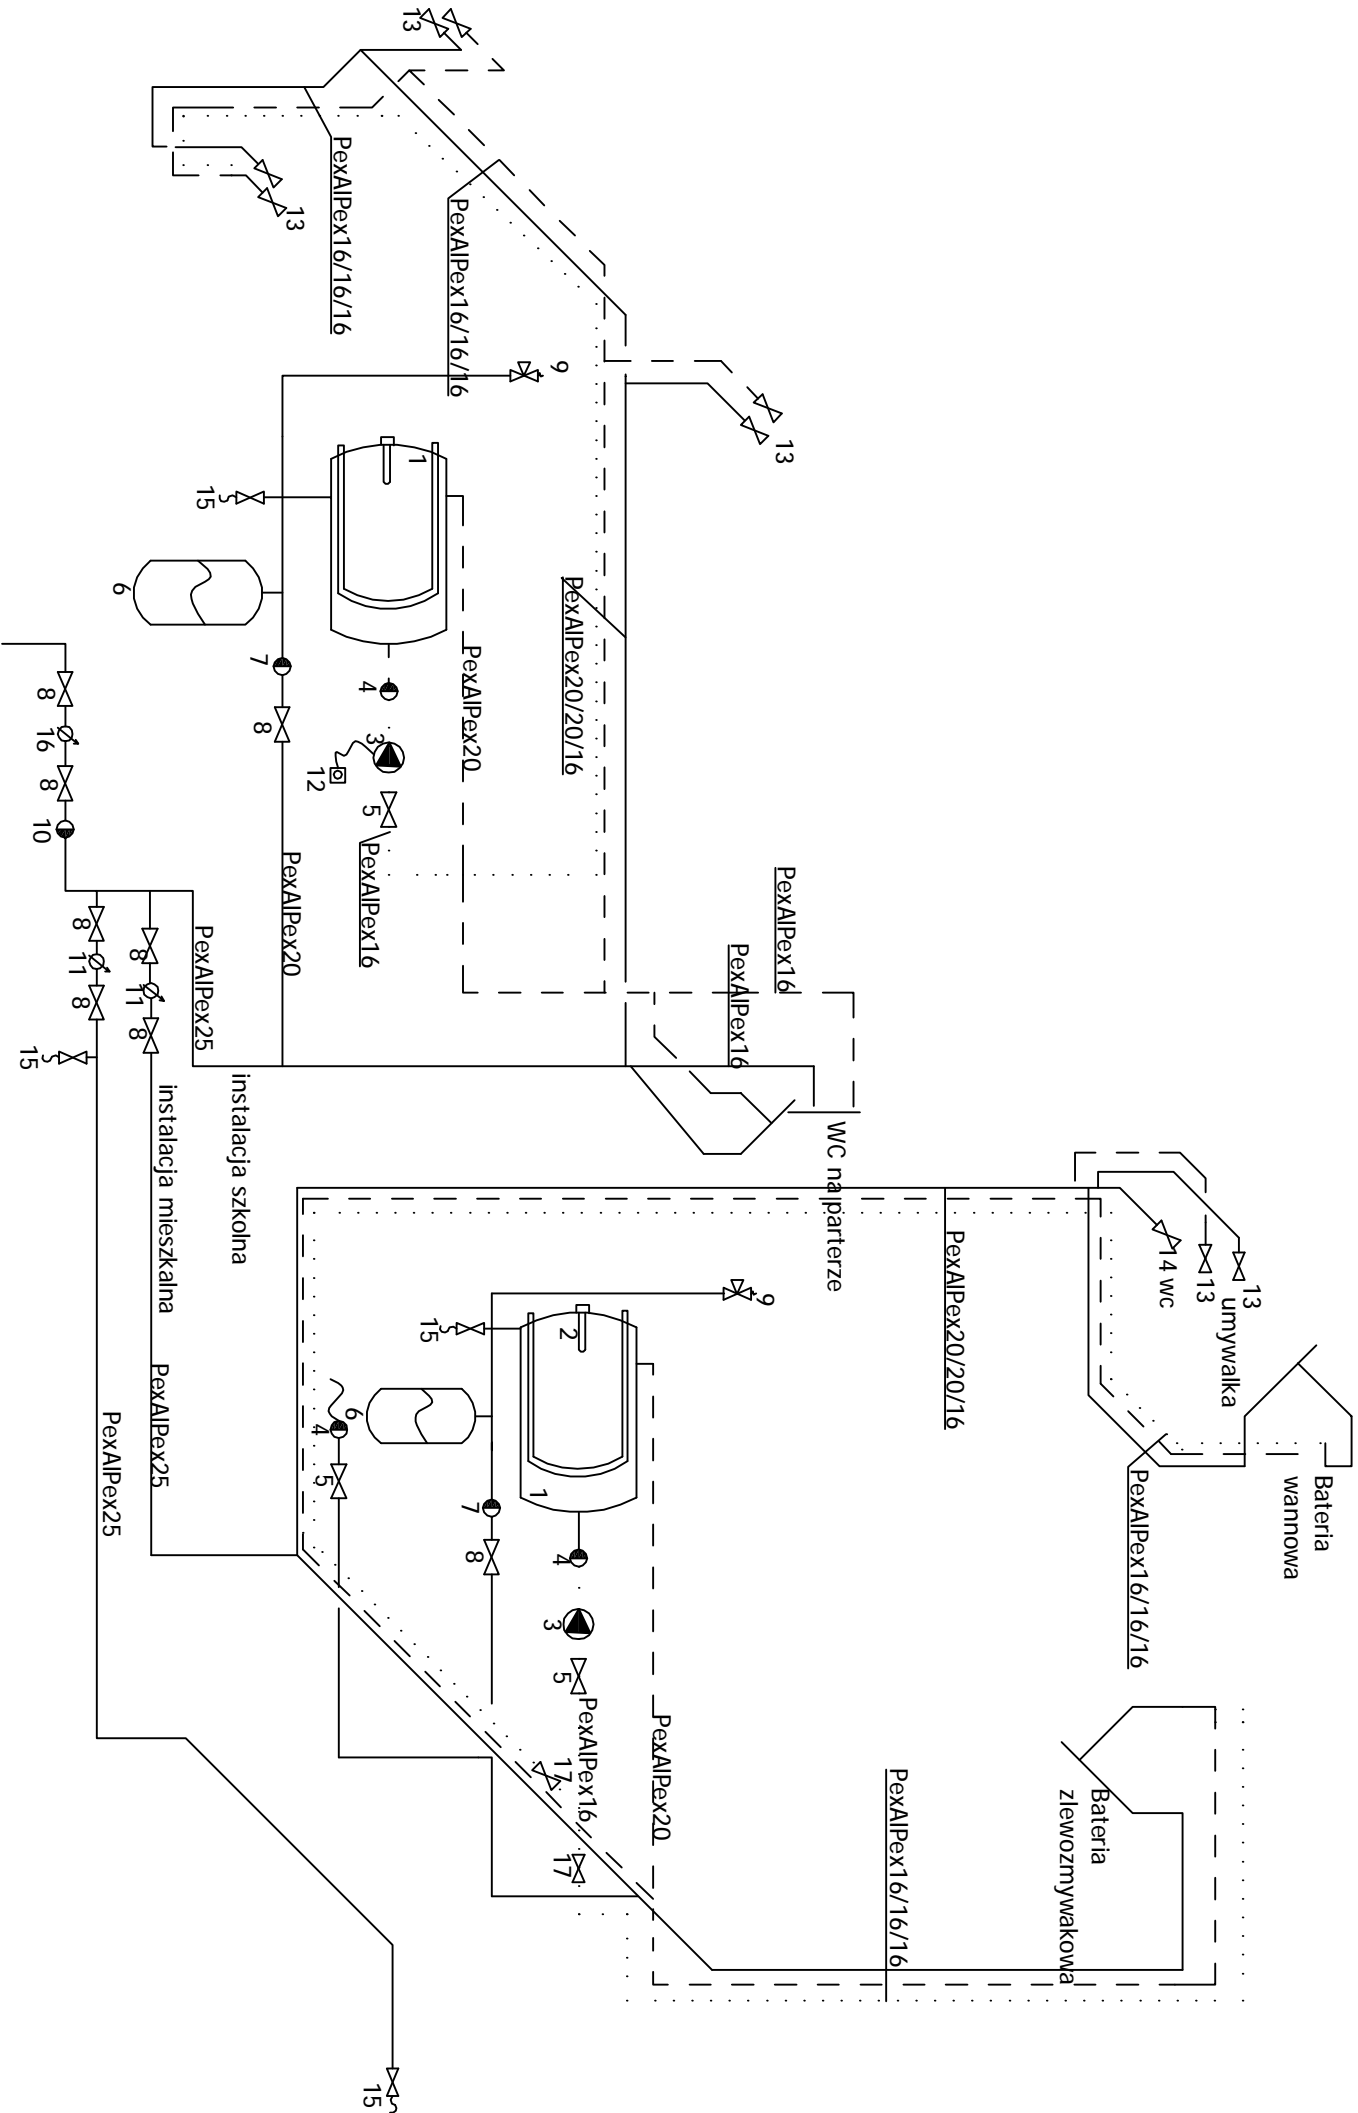 13
PexAlPex16/16/16
13
PexAlPex16/16/16
9
13
1
15
6
PexAlPex20/20/16
PexAlPex20
7
4
8
3
12
5
8
16
8
10
PexAlPex20
PexAlPex16
PexAlPex16
PexAlPex16
8
11
8
8
11
8
PexAlPex25
15
instalacja szkolna
instalacja mieszkalna
WC na parterze
PexAlPex20/20/16
14 wc
13
13
umywalka
9
15
2
6
4
5
1
7
8
4
3
5
PexAlPex25
PexAlPex25
Bateria
wannowa
PexAlPex16/16/16
PexAlPex16
PexAlPex20
17
17
PexAlPex16/16/16
Bateria
zlewozmywakowa
15